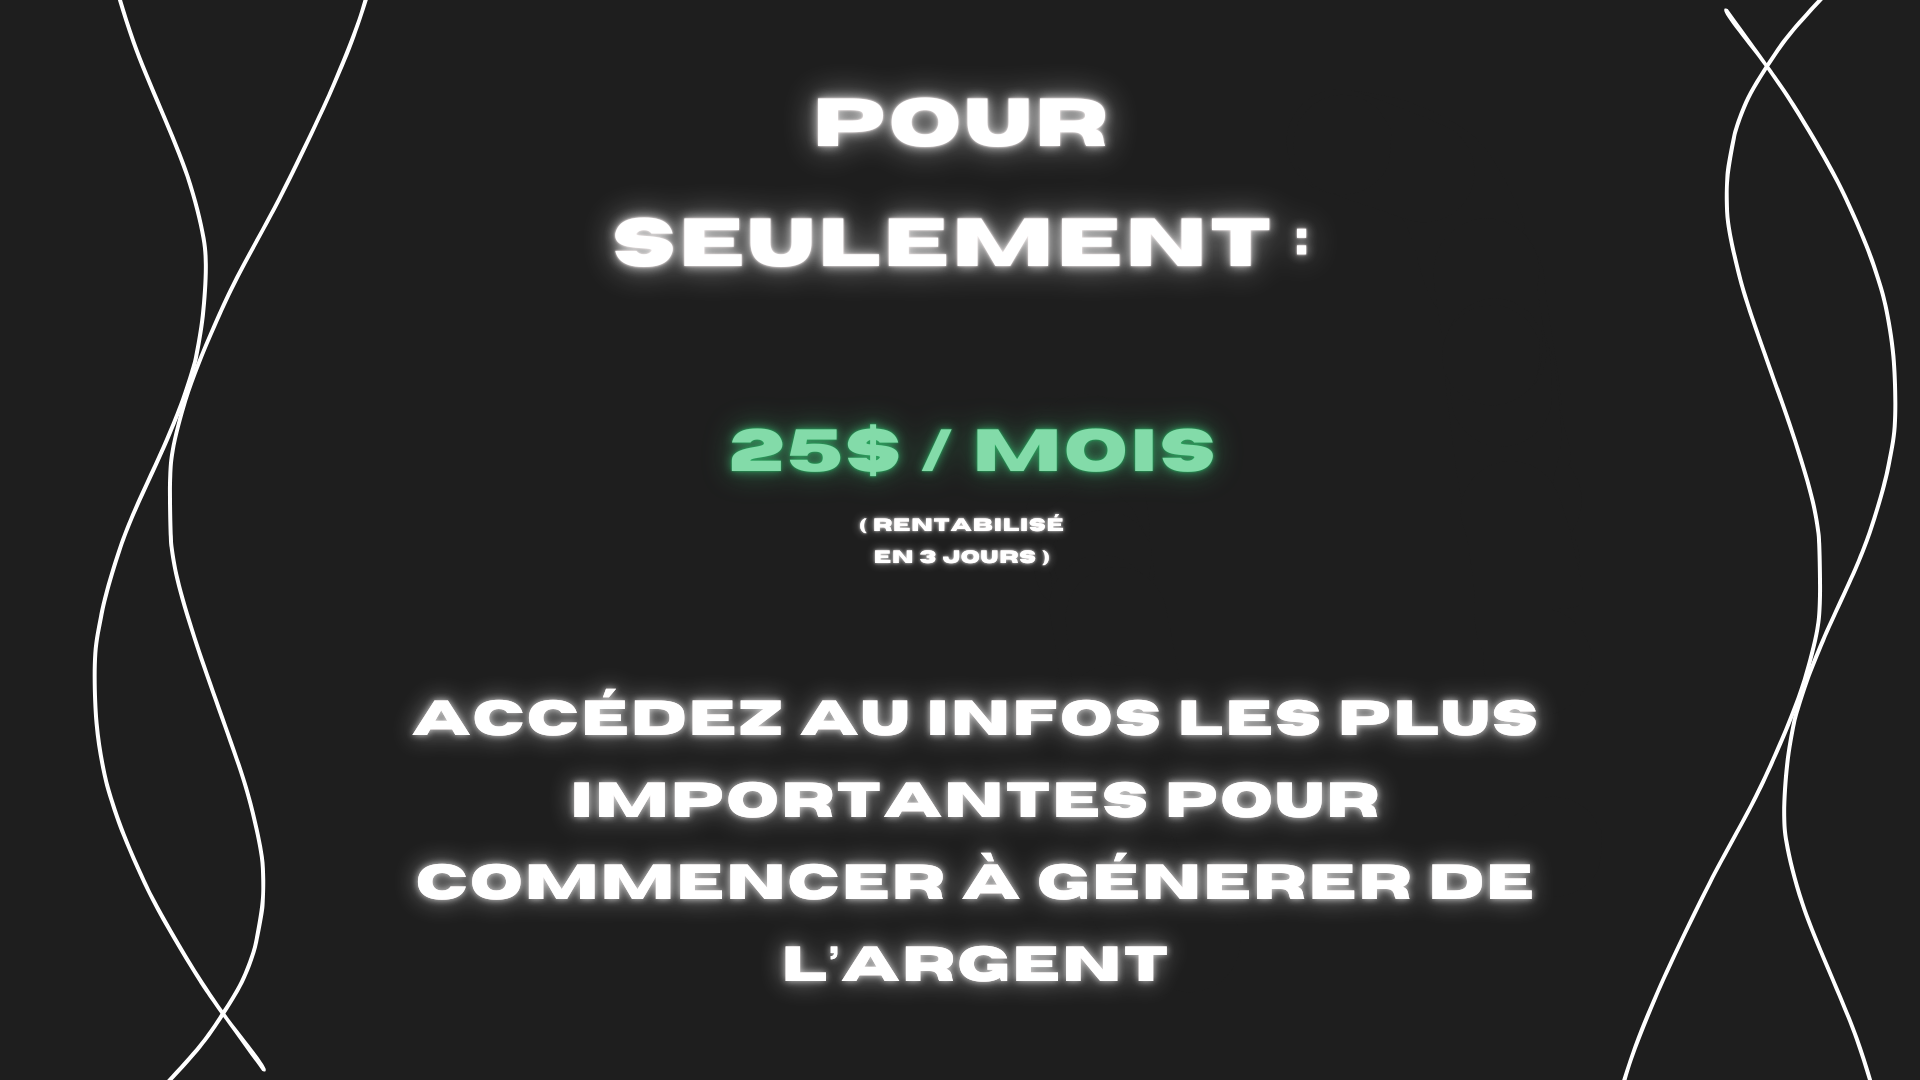 POUR
SEULEMENT :
25$ / MOIS
( RENTABILISÉ
EN 3 JOURS )
ACCÉDEZ AU INFOS LES PLUS
IMPORTANTES POUR
COMMENCER À GÉNERER DE
L'ARGENT